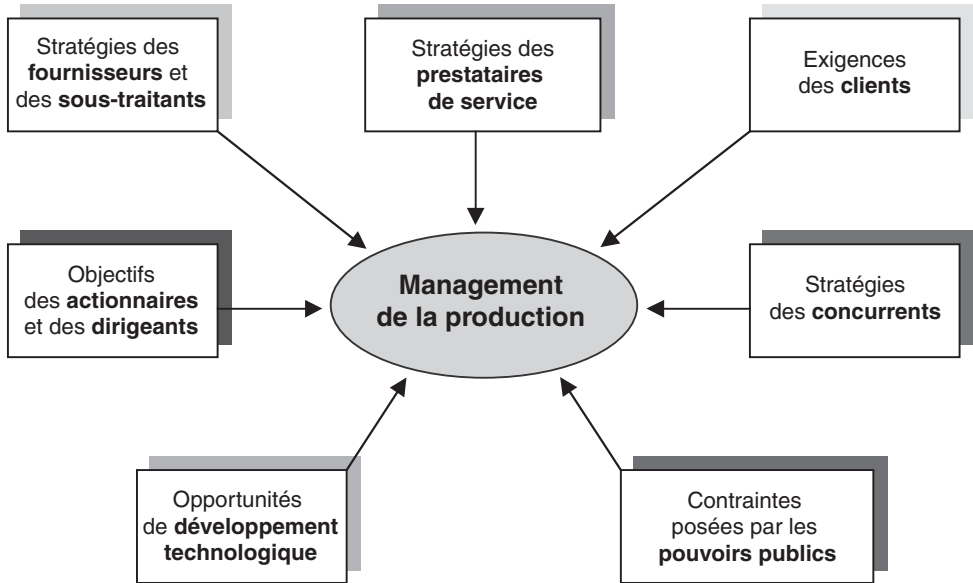 Stratégies des
fournisseurs et
des sous-traitants
Stratégies des
prestataires
de service
Exigences
des clients
Objectifs
des actionnaires
et des dirigeants
Management
de la production
Stratégies
des concurrents
Opportunités
de développement
technologique
Contraintes
posées par les
pouvoirs publics